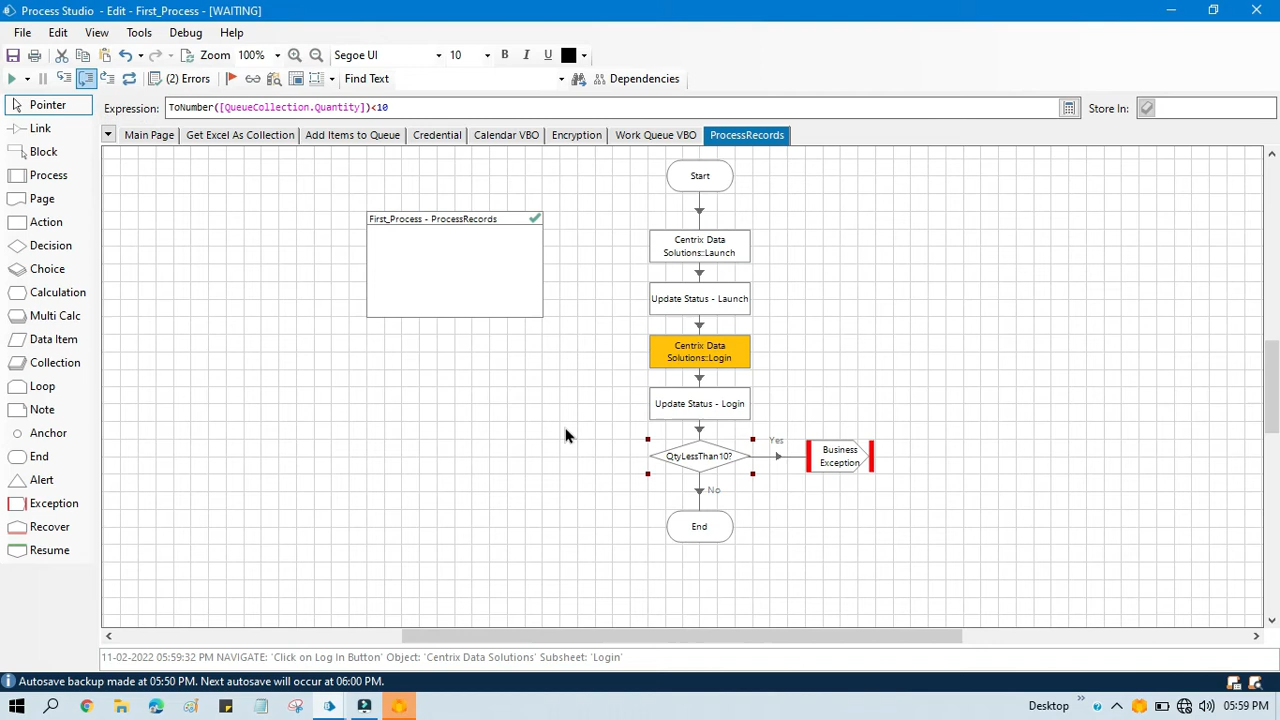 Process Studio - Edit - First_Process - [WAITING]
File Edit View Tools Debug Help
Zoom 100% Segoe UI 10 B I U
(2) Errors Find Text Dependencies
Pointer Expression: ToNumber([QueueCollection.Quantity])<10 Store In:
Link Main Page Get Excel As Collection Add Items to Queue Credential Calendar VBO Encryption Work Queue VBO ProcessRecords
Block
Process
Page
Action
Decision
Choice
Calculation
Multi Calc
Data Item
Collection
Loop
Note
Anchor
End
Alert
Exception
Recover
Resume
Start
First_Process - ProcessRecords
Centrix Data
Solutions::Launch
Update Status - Launch
Centrix Data
Solutions::Login
Update Status - Login
QtyLessThan10?
Yes
Business
Exception
No
End
11-02-2022 05:59:32 PM NAVIGATE: 'Click on Log In Button' Object: 'Centrix Data Solutions' Subsheet: 'Login'
Autosave backup made at 05:50 PM. Next autosave will occur at 06:00 PM.
Desktop 05:59 PM